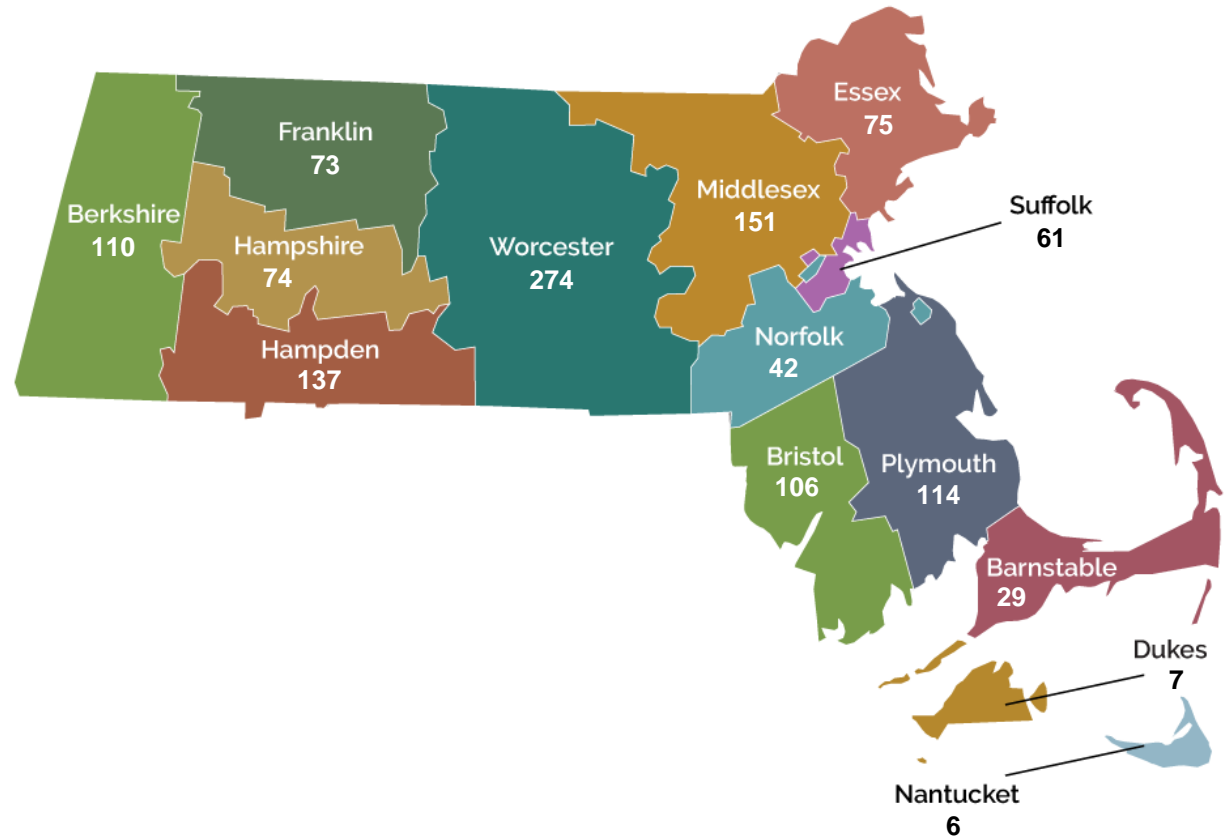 Essex
75
Franklin
73
Middlesex
151
Suffolk
61
Berkshire
110
Hampshire
74
Worcester
274
Norfolk
42
Hampden
137
Bristol
106
Plymouth
114
Barnstable
29
Dukes
7
Nantucket
6